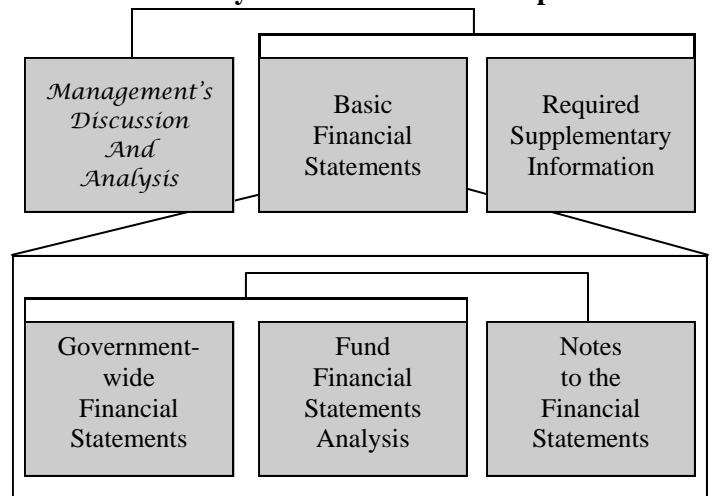 Management's
Discussion
And
Analysis
Basic
Financial
Statements
Required
Supplementary
Information
Government-
wide
Financial
Statements
Fund
Financial
Statements
Analysis
Notes
to the
Financial
Statements